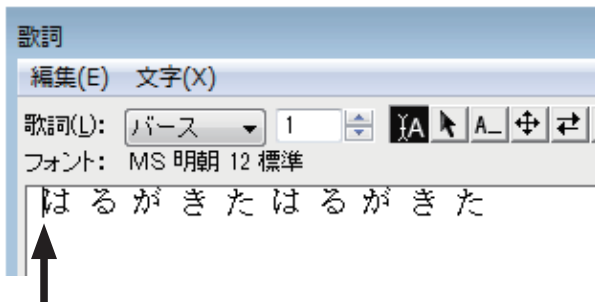 歌詞
編集(E) 文字(X)
歌詞(L): バース 1 A A_
フォント: MS 明朝 12 標準
は る が き た は る が き た